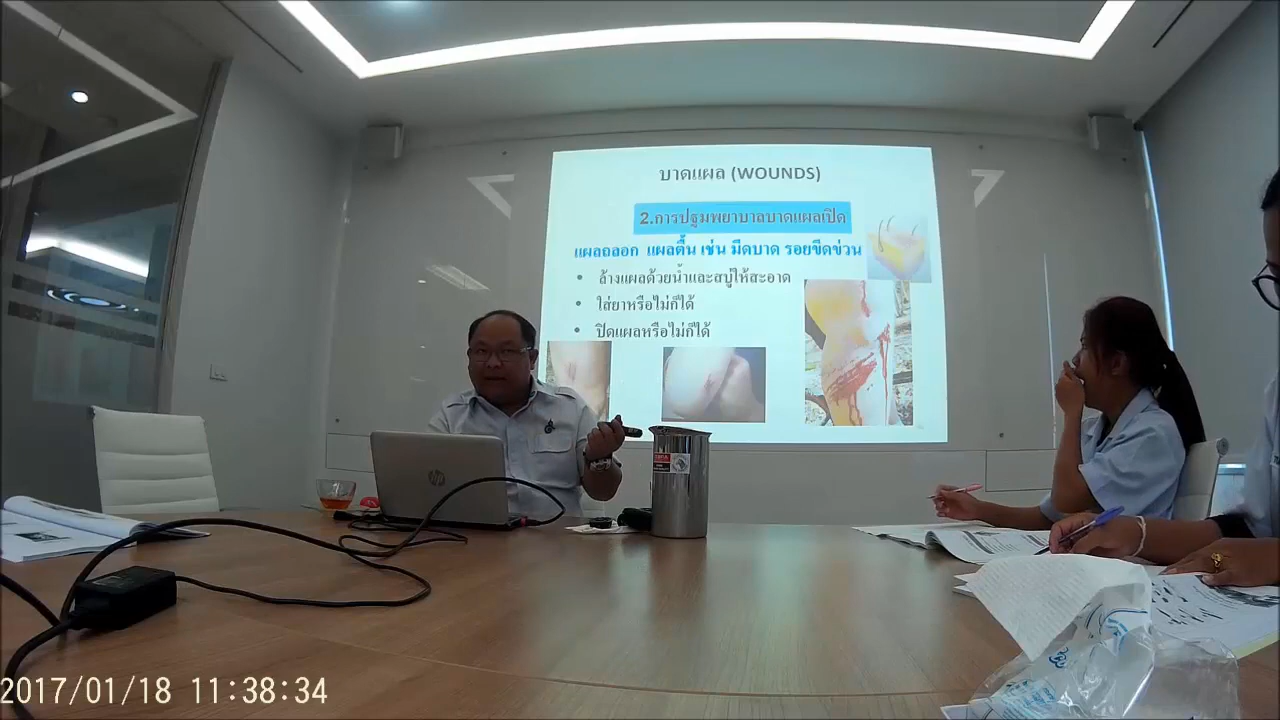 บาดแผล (WOUNDS)
2.การปฐมพยาบาลบาดแผลเปิด
แผลถลอก แผลตื้น เช่น มีดบาด รอยขีดข่วน
• ล้างแผลด้วยน้ำและสบู่ให้สะอาด
• ใส่ยาหรือไม่ก็ได้
• ปิดแผลหรือไม่ก็ได้
hp
2017/01/18 11:38:34